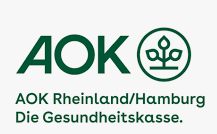 AOK
AOK Rheinland/Hamburg
Die Gesundheitskasse.